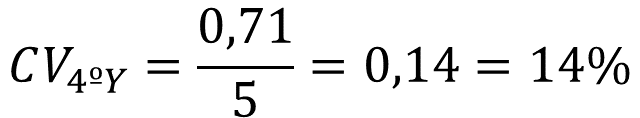 CV₄ºY = 0,71/5 = 0,14 = 14%